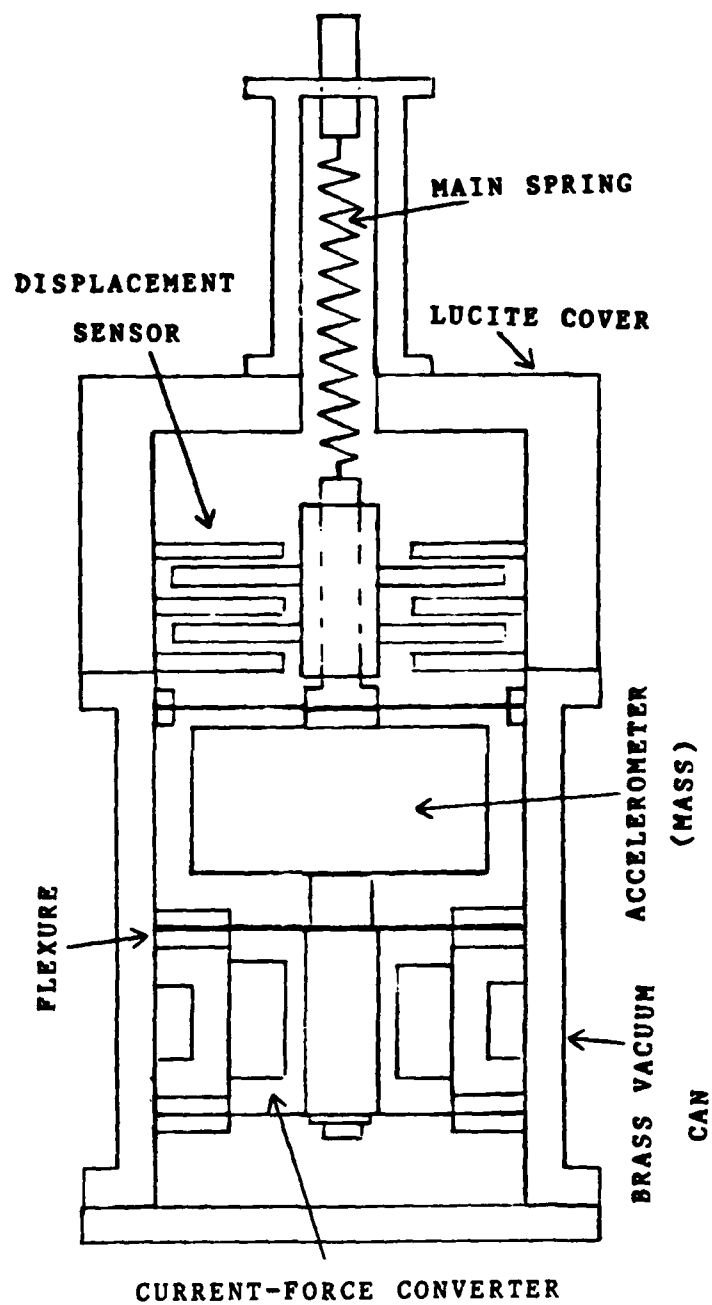 MAIN SPRING
DISPLACEMENT
SENSOR
LUCITE COVER
ACCELEROMETER
(MASS)
FLEXURE
BRASS VACUUM
CAN
CURRENT-FORCE CONVERTER